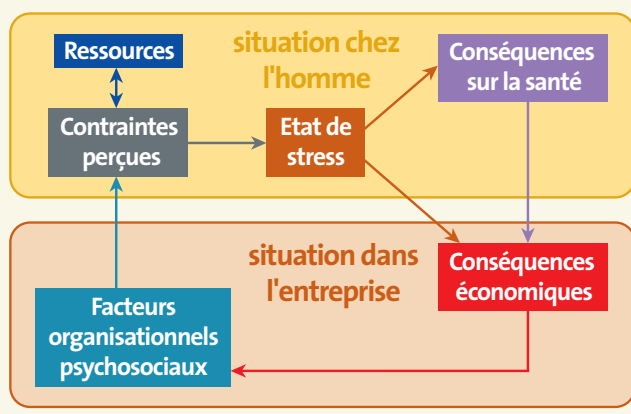 situation chez
l'homme
Ressources
Contraintes
perçues
Etat de
stress
Conséquences
sur la santé
situation dans
l'entreprise
Facteurs
organisationnels
psychosociaux
Conséquences
économiques